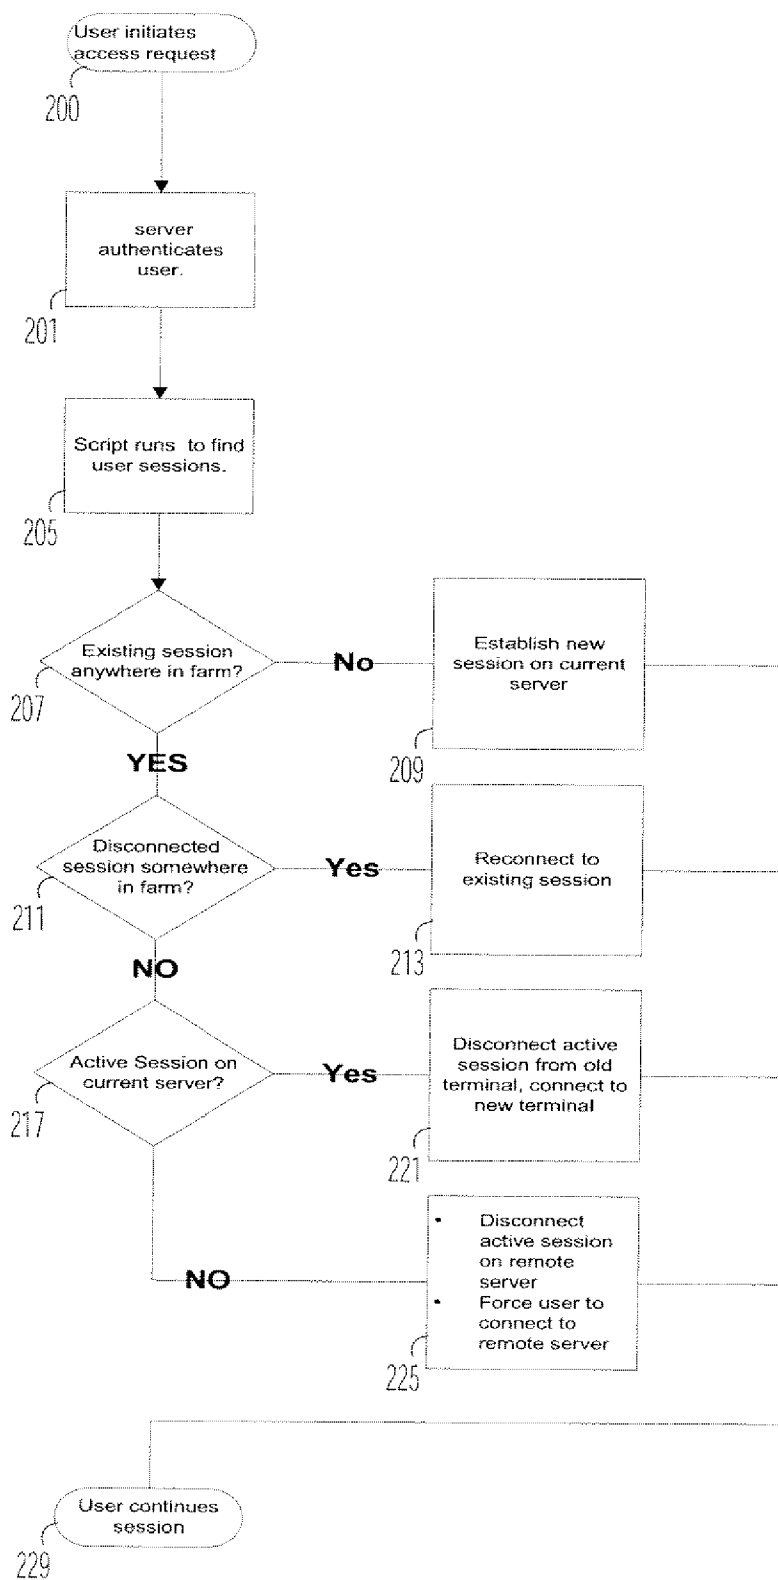 User initiates
access request
200
server
authenticates
user.
201
Script runs to find
user sessions.
205
Existing session
anywhere in farm?
207
No
Establish new
session on current
server
209
YES
Disconnected
session somewhere
in farm?
211
Yes
Reconnect to
existing session
213
NO
Active Session on
current server?
217
Yes
Disconnect active
session from old
terminal, connect to
new terminal
221
NO
• Disconnect
active session
on remote
server
• Force user to
connect to
remote server
225
User continues
session
229